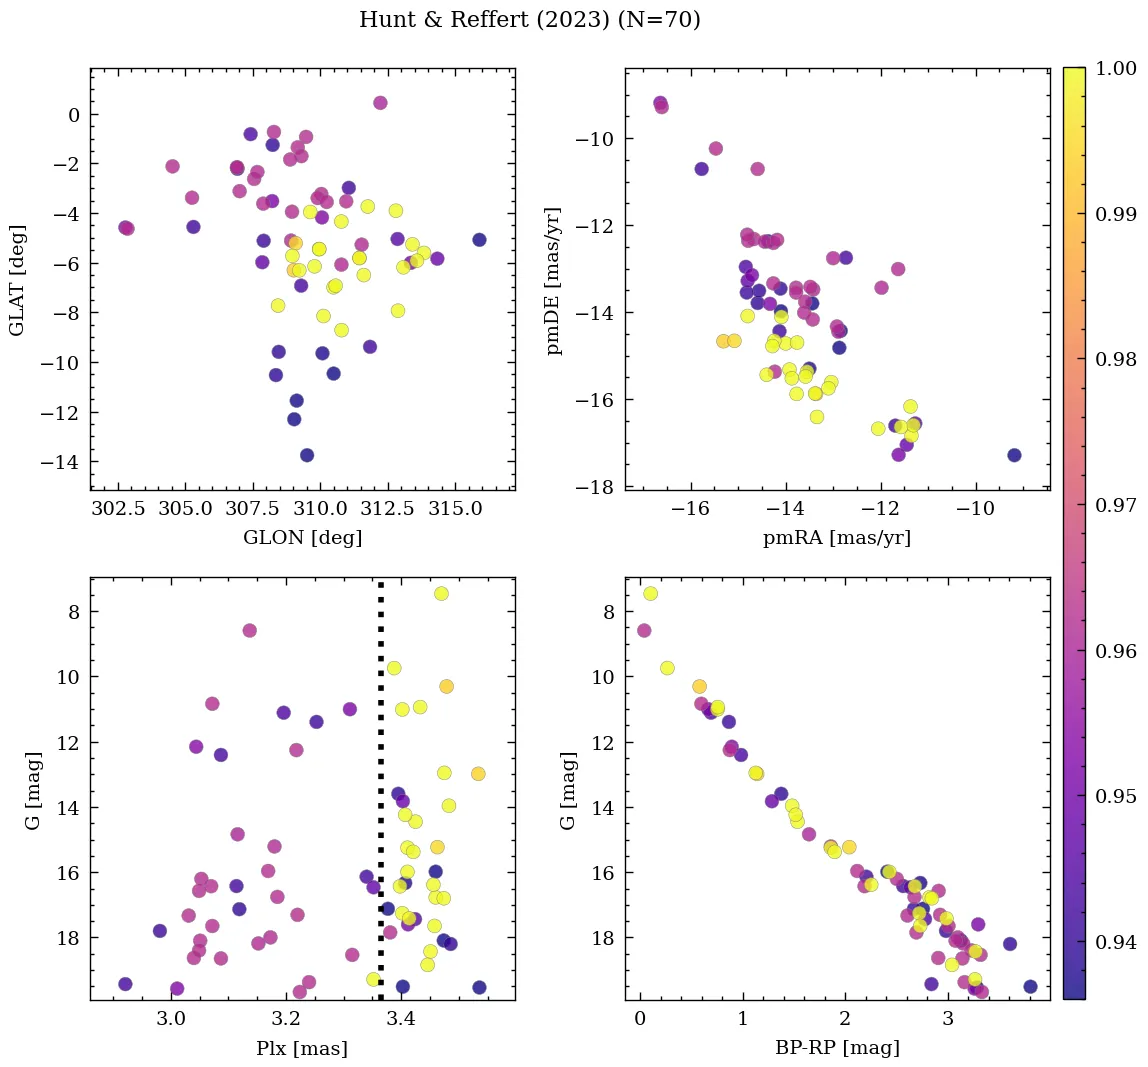 Hunt & Reffert (2023) (N=70)
0
−2
−4
−6
−8
−10
−12
−14
GLAT [deg]
302.5 305.0 307.5 310.0 312.5 315.0
GLON [deg]
−10
−12
−14
−16
−18
pmDE [mas/yr]
−16 −14 −12 −10
pmRA [mas/yr]
8
10
12
14
16
18
G [mag]
3.0 3.2 3.4
Plx [mas]
8
10
12
14
16
18
G [mag]
0 1 2 3
BP-RP [mag]
1.00
0.99
0.98
0.97
0.96
0.95
0.94